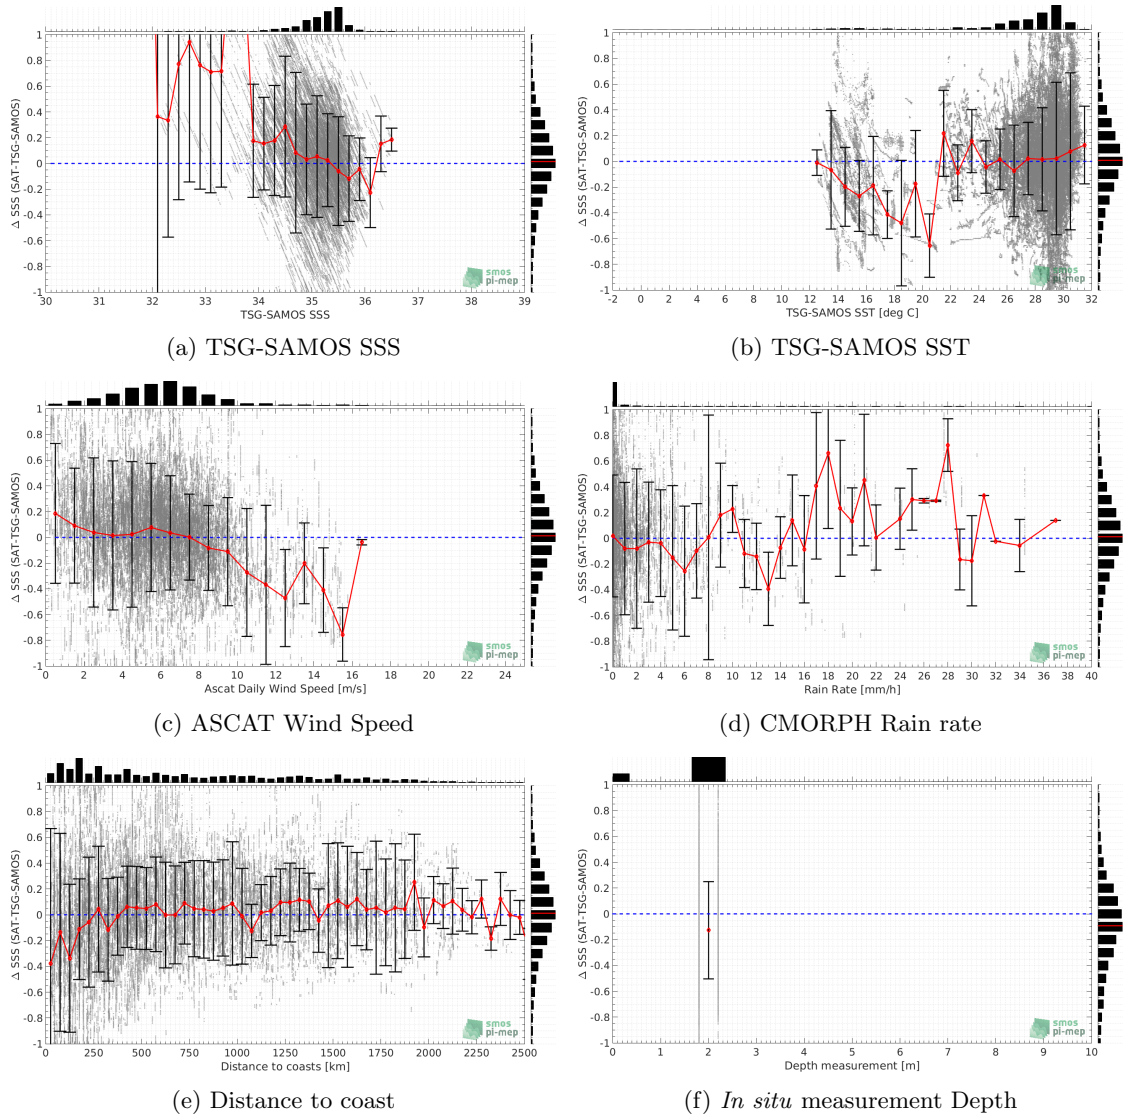 1
0.8
0.6
0.4
0.2
0
-0.2
-0.4
-0.6
-0.8
-1
Δ SSS (SAT-TSG-SAMOS)
30 31 32 33 34 35 36 37 38 39
TSG-SAMOS SSS
smos
pi-mep
(a) TSG-SAMOS SSS
1
0.8
0.6
0.4
0.2
0
-0.2
-0.4
-0.6
-0.8
-1
Δ SSS (SAT-TSG-SAMOS)
-2 0 2 4 6 8 10 12 14 16 18 20 22 24 26 28 30 32
TSG-SAMOS SST [deg C]
smos
pi-mep
(b) TSG-SAMOS SST
1
0.8
0.6
0.4
0.2
0
-0.2
-0.4
-0.6
-0.8
-1
Δ SSS (SAT-TSG-SAMOS)
0 2 4 6 8 10 12 14 16 18 20 22 24
Ascat Daily Wind Speed [m/s]
smos
pi-mep
(c) ASCAT Wind Speed
1
0.8
0.6
0.4
0.2
0
-0.2
-0.4
-0.6
-0.8
-1
Δ SSS (SAT-TSG-SAMOS)
0 2 4 6 8 10 12 14 16 18 20 22 24 26 28 30 32 34 36 38 40
Rain Rate [mm/h]
smos
pi-mep
(d) CMORPH Rain rate
1
0.8
0.6
0.4
0.2
0
-0.2
-0.4
-0.6
-0.8
-1
Δ SSS (SAT-TSG-SAMOS)
0 250 500 750 1000 1250 1500 1750 2000 2250 2500
Distance to coasts [km]
smos
pi-mep
(e) Distance to coast
1
0.8
0.6
0.4
0.2
0
-0.2
-0.4
-0.6
-0.8
-1
Δ SSS (SAT-TSG-SAMOS)
0 1 2 3 4 5 6 7 8 9 10
Depth measurement [m]
smos
pi-mep
(f) In situ measurement Depth